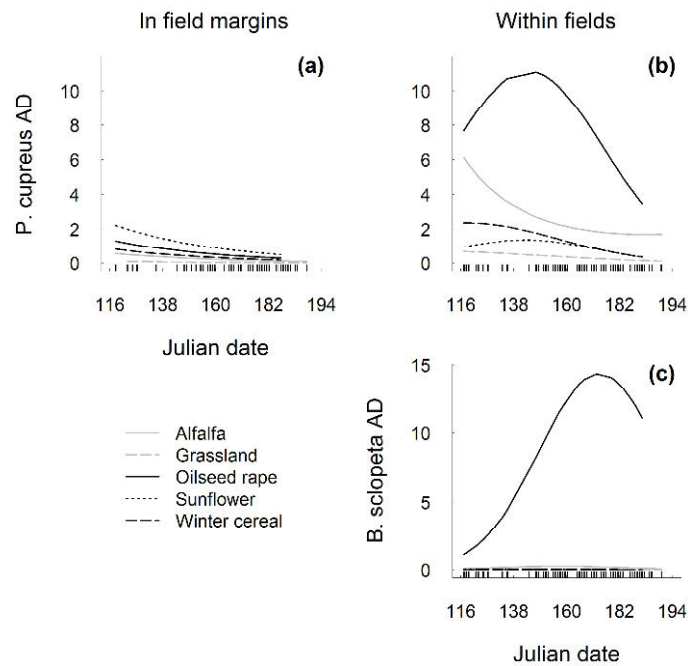 In field margins
Within fields
(a)
P. cupreus AD
10
8
6
4
2
0
116 138 160 182 194
Julian date
(b)
10
8
6
4
2
0
116 138 160 182 194
Alfalfa
Grassland
Oilseed rape
Sunflower
Winter cereal
(c)
B. sclopeta AD
15
10
5
0
116 138 160 182 194
Julian date